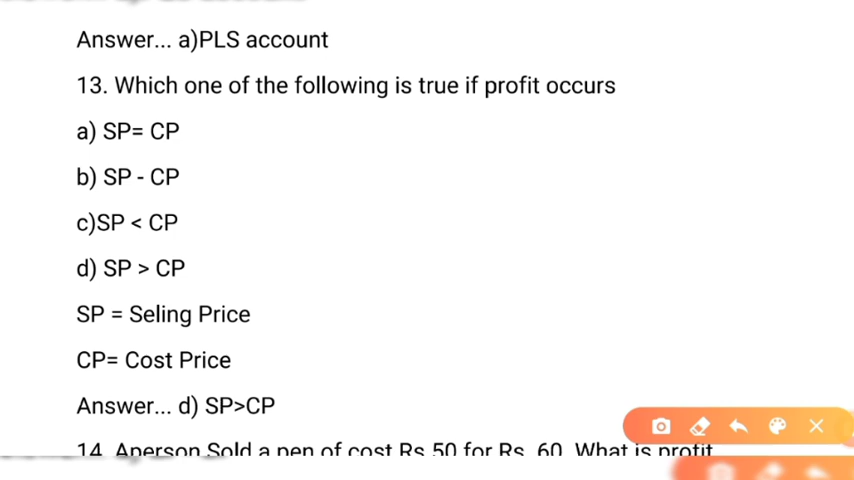 Answer... a)PLS account
13. Which one of the following is true if profit occurs
a) SP= CP
b) SP - CP
c)SP < CP
d) SP > CP
SP = Seling Price
CP= Cost Price
Answer... d) SP>CP
14. Aperson Sold a pen of cost Rs.50 for Rs. 60. What is profit